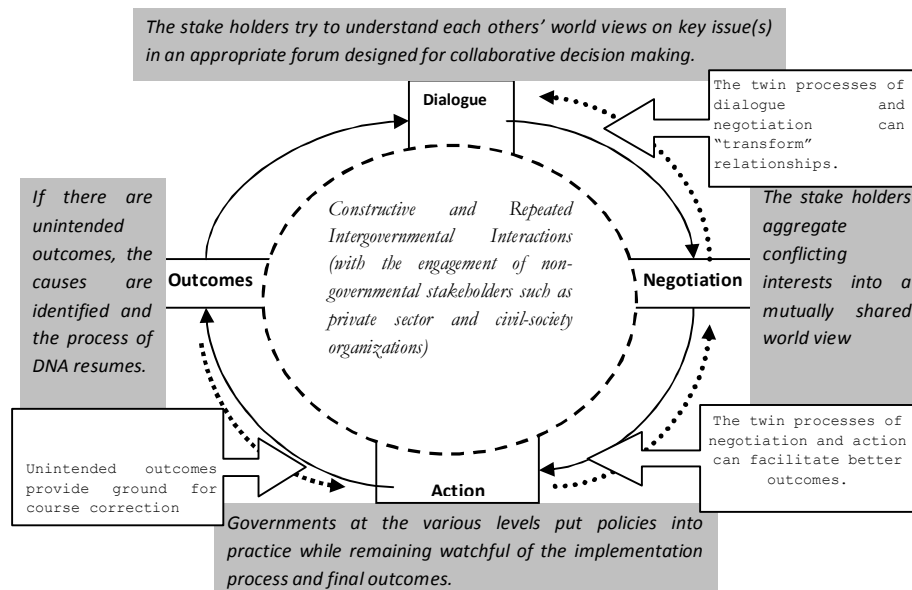 The stake holders try to understand each others’ world views on key issue(s)
in an appropriate forum designed for collaborative decision making.
Dialogue
The twin processes of
dialogue and
negotiation can
“transform”
relationships.
If there are
unintended
outcomes, the
causes are
identified and
the process of
DNA resumes.
Constructive and Repeated
Intergovernmental Interactions
(with the engagement of non-
governmental stakeholders such as
private sector and civil-society
organizations)
The stake holders
aggregate
conflicting
interests into a
mutually shared
world view
Outcomes
Negotiation
Unintended outcomes
provide ground for
course correction
The twin processes of
negotiation and action
can facilitate better
outcomes.
Action
Governments at the various levels put policies into
practice while remaining watchful of the implementation
process and final outcomes.